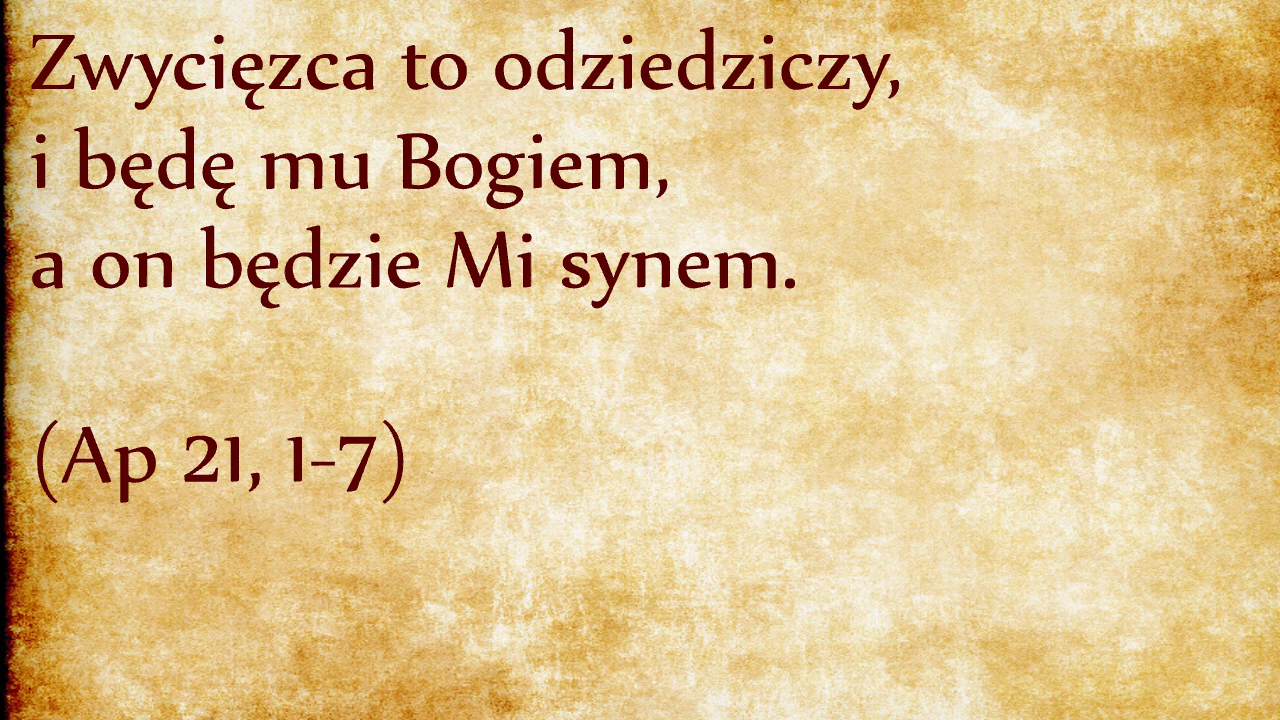 Zwycięzca to odziedziczy,
i będę mu Bogiem,
a on będzie Mi synem.
(Ap 21, 1-7)